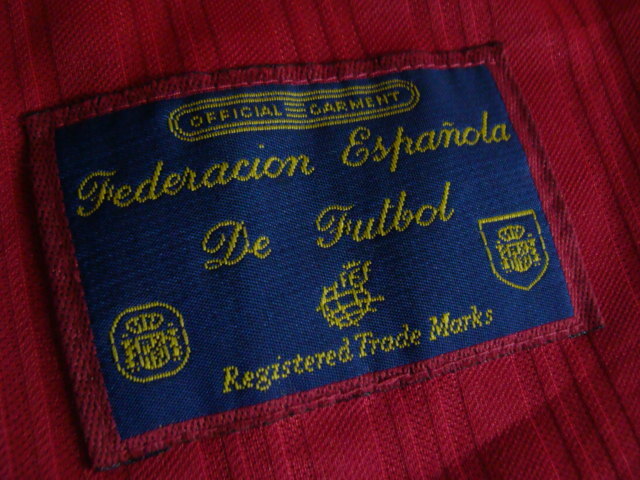 OFFICIAL GARMENT
Federacion Española
De Futbol
Registered Trade Marks